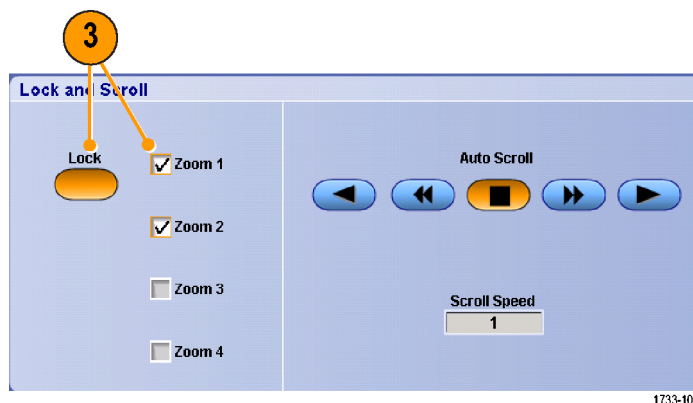 3
Lock and Scroll
Lock
Zoom 1
Zoom 2
Zoom 3
Zoom 4
Auto Scroll
Scroll Speed
1
1733-10